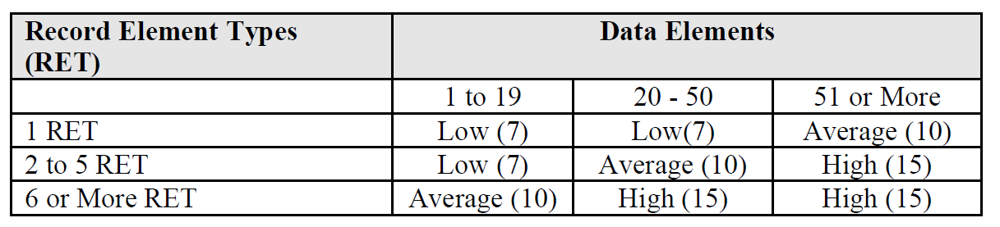 Record Element Types Data Elements
(RET)
1 to 19 20 - 50 51 or More
1 RET Low (7) Low(7) Average (10)
2 to 5 RET Low (7) Average (10) High (15)
6 or More RET Average (10) High (15) High (15)